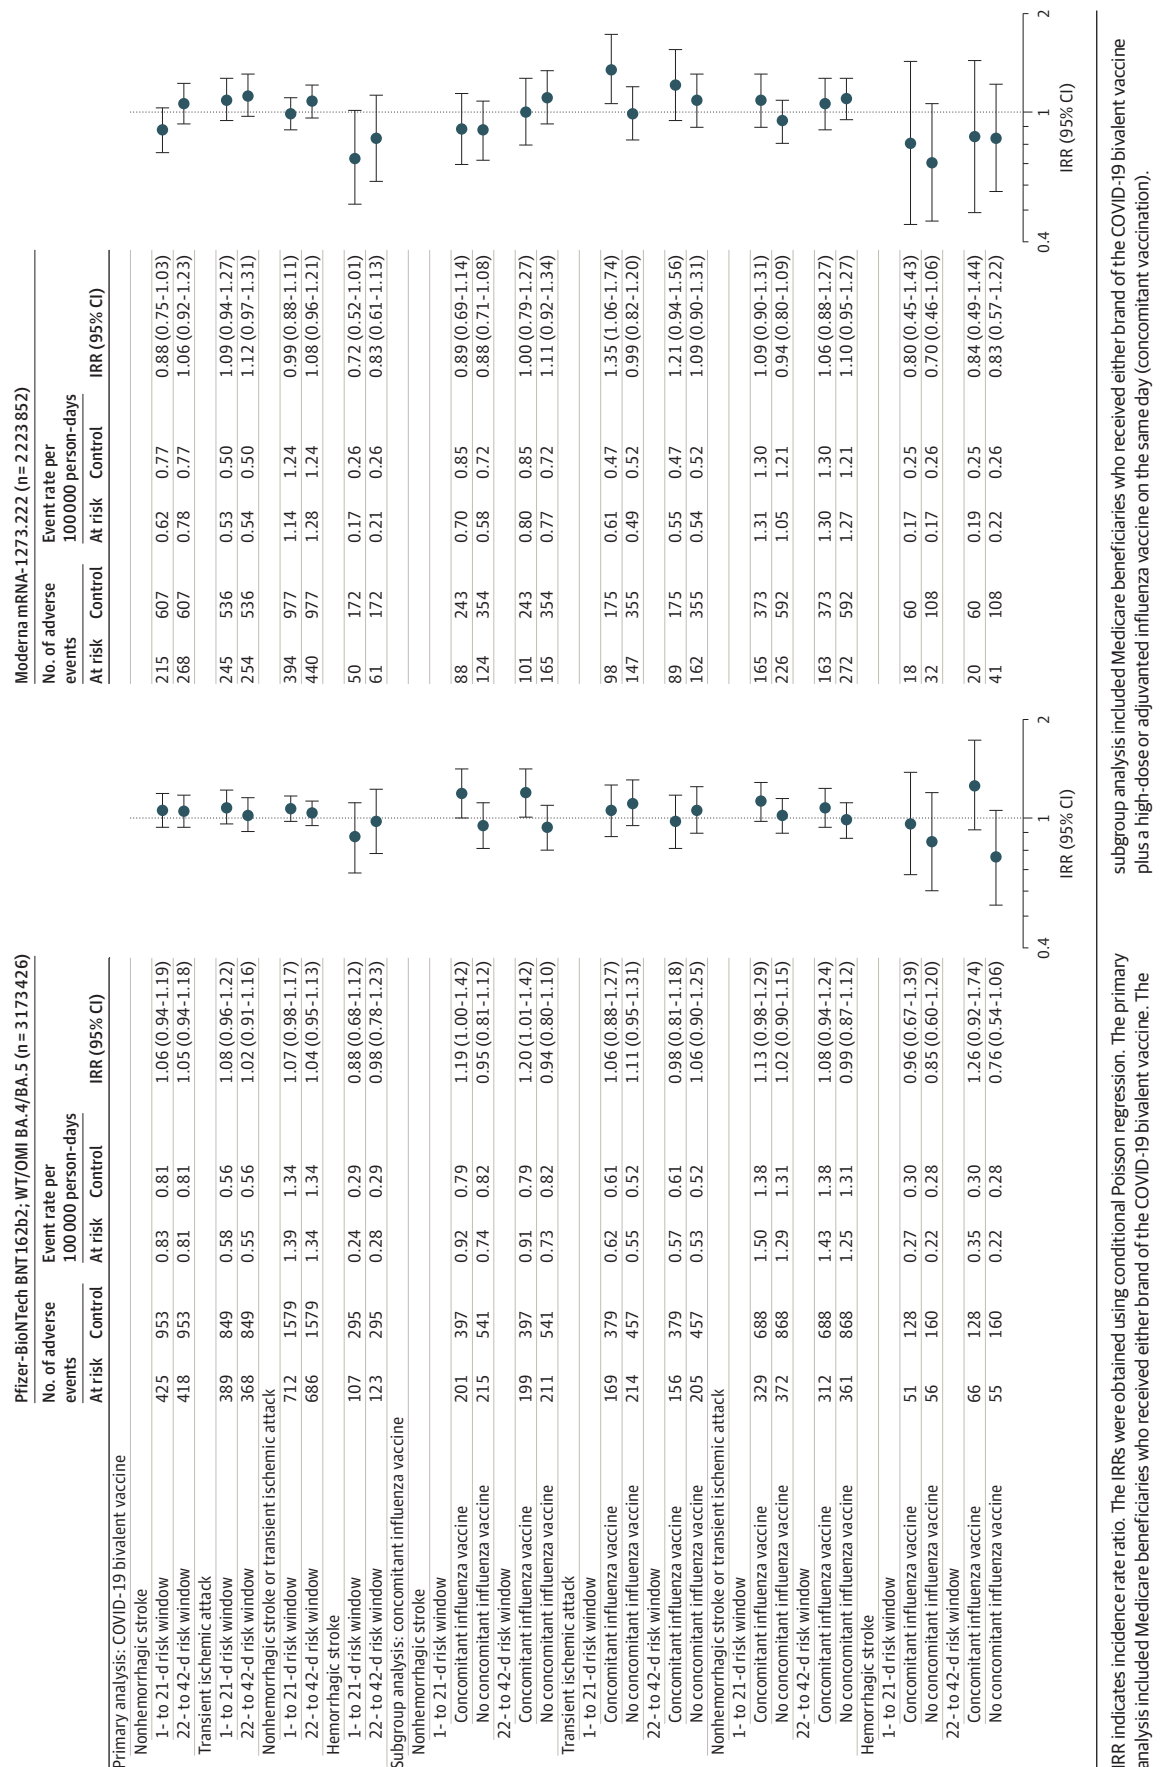 Pfizer-BioNTech BNT162b2; WT/OMI BA.4/BA.5 (n = 3 173 426) Moderna mRNA-1273.222 (n = 2 223 852)
No. of adverse events Event rate per 100 000 person-days No. of adverse events Event rate per 100 000 person-days
At risk Control At risk Control IRR (95% CI) At risk Control At risk Control IRR (95% CI)
Primary analysis: COVID-19 bivalent vaccine
Nonhemorrhagic stroke
1- to 21-d risk window 425 953 0.83 0.81 1.06 (0.94-1.19) 215 607 0.62 0.77 0.88 (0.75-1.03)
22- to 42-d risk window 418 953 0.81 0.81 1.05 (0.94-1.18) 268 607 0.78 0.77 1.06 (0.92-1.23)
Transient ischemic attack
1- to 21-d risk window 389 849 0.58 0.56 1.08 (0.96-1.22) 245 536 0.53 0.50 1.09 (0.94-1.27)
22- to 42-d risk window 368 849 0.55 0.56 1.02 (0.91-1.16) 254 536 0.54 0.50 1.12 (0.97-1.31)
Nonhemorrhagic stroke or transient ischemic attack
1- to 21-d risk window 712 1579 1.39 1.34 1.07 (0.98-1.17) 394 977 1.14 1.24 0.99 (0.88-1.11)
22- to 42-d risk window 686 1579 1.34 1.34 1.04 (0.95-1.13) 440 977 1.28 1.24 1.08 (0.96-1.21)
Hemorrhagic stroke
1- to 21-d risk window 107 295 0.24 0.29 0.88 (0.68-1.12) 50 172 0.17 0.26 0.72 (0.52-1.01)
22- to 42-d risk window 123 295 0.28 0.29 0.98 (0.78-1.23) 61 172 0.21 0.26 0.83 (0.61-1.13)
Subgroup analysis: concomitant influenza vaccine
Nonhemorrhagic stroke
1- to 21-d risk window
Concomitant influenza vaccine 201 397 0.92 0.79 1.19 (1.00-1.42) 88 243 0.70 0.85 0.89 (0.69-1.14)
No concomitant influenza vaccine 215 541 0.74 0.82 0.95 (0.81-1.12) 124 354 0.58 0.72 0.88 (0.71-1.08)
22- to 42-d risk window
Concomitant influenza vaccine 199 397 0.91 0.79 1.20 (1.01-1.42) 101 243 0.80 0.85 1.00 (0.79-1.27)
No concomitant influenza vaccine 211 541 0.73 0.82 0.94 (0.80-1.10) 165 354 0.77 0.72 1.11 (0.92-1.34)
Transient ischemic attack
1- to 21-d risk window
Concomitant influenza vaccine 169 379 0.62 0.61 1.06 (0.88-1.27) 98 175 0.61 0.47 1.35 (1.06-1.74)
No concomitant influenza vaccine 214 457 0.55 0.52 1.11 (0.95-1.31) 147 355 0.49 0.52 0.99 (0.82-1.20)
22- to 42-d risk window
Concomitant influenza vaccine 156 379 0.57 0.61 0.98 (0.81-1.18) 89 175 0.55 0.47 1.21 (0.94-1.56)
No concomitant influenza vaccine 205 457 0.53 0.52 1.06 (0.90-1.25) 162 355 0.54 0.52 1.09 (0.90-1.31)
Nonhemorrhagic stroke or transient ischemic attack
1- to 21-d risk window
Concomitant influenza vaccine 329 688 1.50 1.38 1.13 (0.98-1.29) 165 373 1.31 1.30 1.09 (0.90-1.31)
No concomitant influenza vaccine 372 868 1.29 1.31 1.02 (0.90-1.15) 226 592 1.05 1.21 0.94 (0.80-1.09)
22- to 42-d risk window
Concomitant influenza vaccine 312 688 1.43 1.38 1.08 (0.94-1.24) 163 373 1.30 1.30 1.06 (0.88-1.27)
No concomitant influenza vaccine 361 868 1.25 1.31 0.99 (0.87-1.12) 272 592 1.27 1.21 1.10 (0.95-1.27)
Hemorrhagic stroke
1- to 21-d risk window
Concomitant influenza vaccine 51 128 0.27 0.30 0.96 (0.67-1.39) 18 60 0.17 0.25 0.80 (0.45-1.43)
No concomitant influenza vaccine 56 160 0.22 0.28 0.85 (0.60-1.20) 32 108 0.17 0.26 0.70 (0.46-1.06)
22- to 42-d risk window
Concomitant influenza vaccine 66 128 0.35 0.30 1.26 (0.92-1.74) 20 60 0.19 0.25 0.84 (0.49-1.44)
No concomitant influenza vaccine 55 160 0.22 0.28 0.76 (0.54-1.06) 41 108 0.22 0.26 0.83 (0.57-1.22)
0.4 1 2 0.4 1 2
IRR (95% CI) IRR (95% CI)
IRR indicates incidence rate ratio. The IRRs were obtained using conditional Poisson regression. The primary
analysis included Medicare beneficiaries who received either brand of the COVID-19 bivalent vaccine. The
subgroup analysis included Medicare beneficiaries who received either brand of the COVID-19 bivalent vaccine
plus a high-dose or adjuvanted influenza vaccine on the same day (concomitant vaccination).